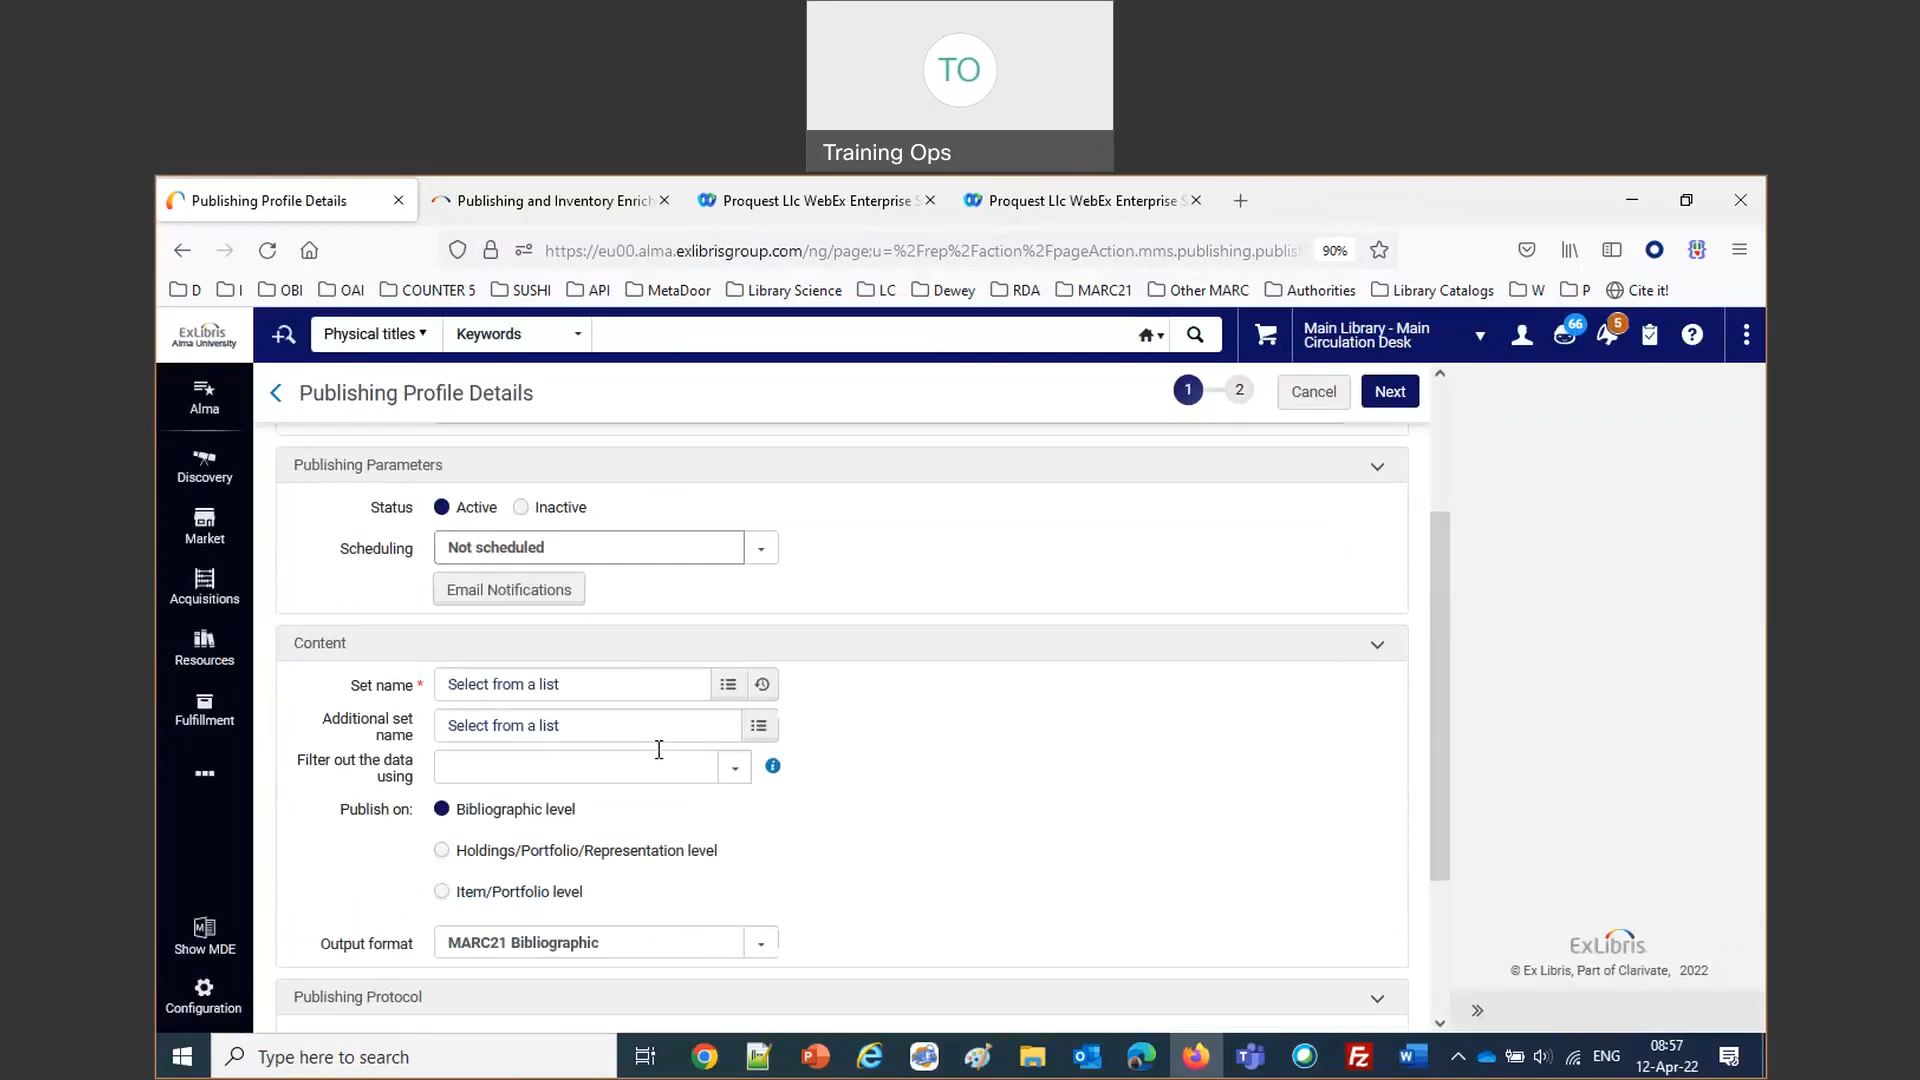 TO
Training Ops
Publishing Profile Details
Publishing and Inventory Enrich
Proquest Llc WebEx Enterprise S
Proquest Llc WebEx Enterprise S
https://eu00.alma.exlibrisgroup.com/ng/page;u=%2Frep%2Faction%2FpageAction.mms.publishing.publis
90%
D
I
OBI
OAI
COUNTER 5
SUSHI
API
MetaDoor
Library Science
LC
Dewey
RDA
MARC21
Other MARC
Authorities
Library Catalogs
W
P
Cite it!
ExLibris
Alma University
Physical titles
Keywords
Main Library - Main
Circulation Desk
66
5
Alma
Discovery
Market
Acquisitions
Resources
Fulfillment
Show MDE
Configuration
Publishing Profile Details
1
2
Cancel
Next
Publishing Parameters
Status
Active
Inactive
Scheduling
Not scheduled
Email Notifications
Content
Set name *
Select from a list
Additional set
name
Select from a list
Filter out the data
using
Publish on:
Bibliographic level
Holdings/Portfolio/Representation level
Item/Portfolio level
Output format
MARC21 Bibliographic
Publishing Protocol
ExLibris
© Ex Libris, Part of Clarivate, 2022
Type here to search
ENG
08:57
12-Apr-22